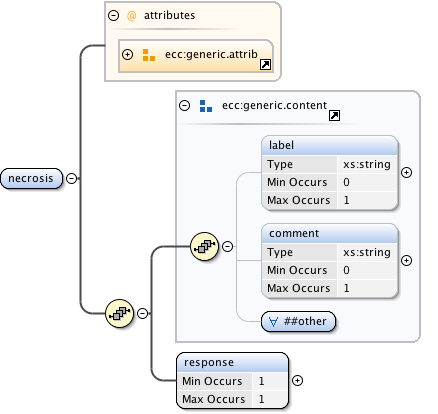 @ attributes
ecc:generic.attrib
ecc:generic.content
label
Type xs:string
Min Occurs 0
Max Occurs 1
necrosis
comment
Type xs:string
Min Occurs 0
Max Occurs 1
∀ ##other
response
Min Occurs 1
Max Occurs 1